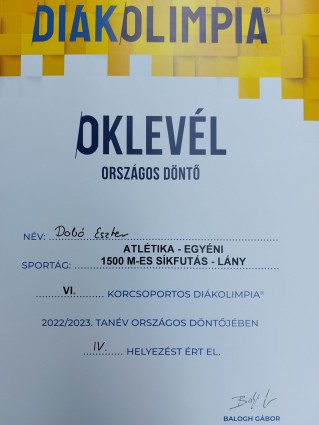 DIÁKOLIMPIA®
OKLEVÉL
ORSZÁGOS DÖNTŐ
NÉV: Dobó Eszter
ATLÉTIKA - EGYÉNI
SPORTÁG: 1500 M-ES SÍKFUTÁS - LÁNY
VI. KORCSOPORTOS DIÁKOLIMPIA®
2022/2023. TANÉV ORSZÁGOS DÖNTŐJÉBEN
IV. HELYEZÉST ÉRT EL.
BALOGH GÁBOR